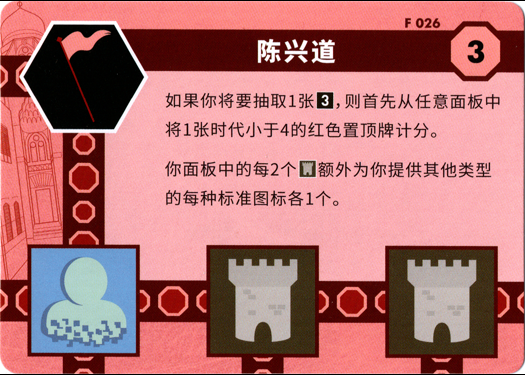 F 026
陈兴道
3
如果你将要抽取1张3,则首先从任意面板中
将1张时代小于4的红色置顶牌计分。
你面板中的每2个额外为你提供其他类型
的每种标准图标各1个。